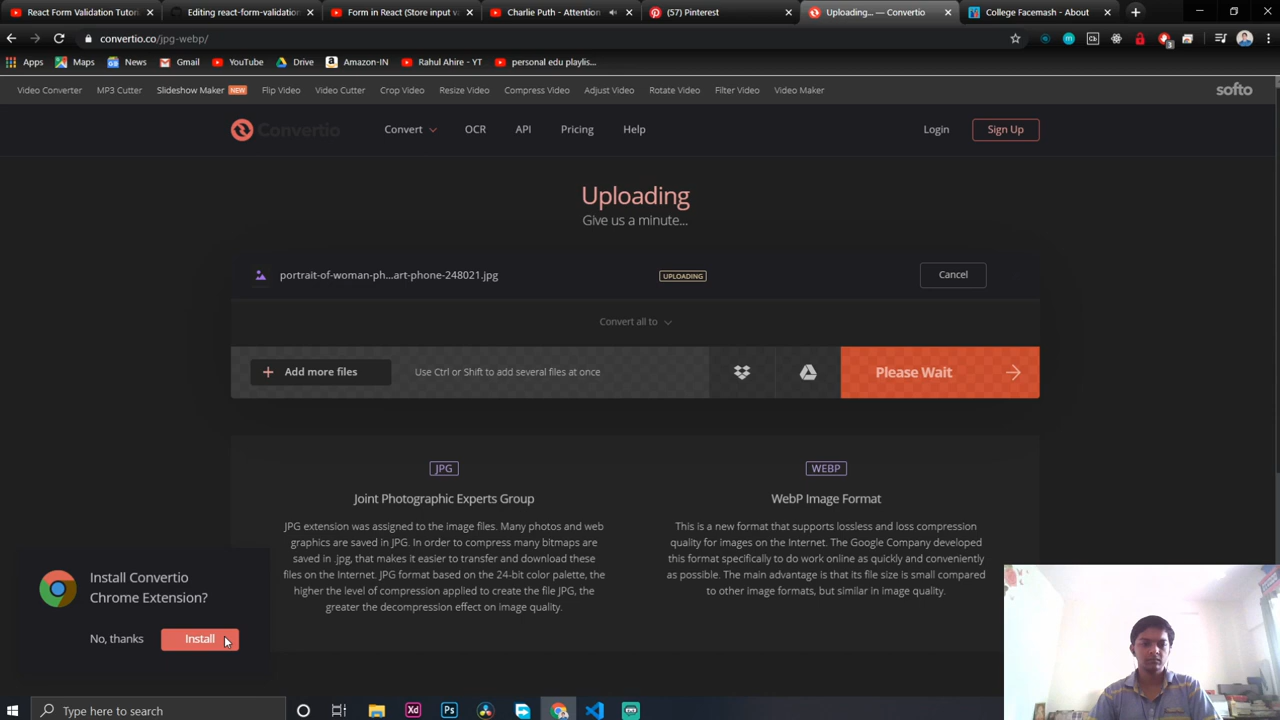 React Form Validation Tutori
Editing react-form-validation
Form in React (Store input va
Charlie Puth - Attention
(57) Pinterest
Uploading... — Convertio
College Facemash - About
convertio.co/jpg-webp/
3
Apps
Maps
News
Gmail
YouTube
Drive
Amazon-IN
Rahul Ahire - YT
personal edu playlis...
Video Converter
MP3 Cutter
Slideshow Maker NEW
Flip Video
Video Cutter
Crop Video
Resize Video
Compress Video
Adjust Video
Rotate Video
Filter Video
Video Maker
softo
Convertio
Convert
OCR
API
Pricing
Help
Login
Sign Up
Uploading
Give us a minute...
portrait-of-woman-ph...art-phone-248021.jpg
UPLOADING
Cancel
Convert all to
Add more files
Use Ctrl or Shift to add several files at once
Please Wait
JPG
Joint Photographic Experts Group
JPG extension was assigned to the image files. Many photos and web
graphics are saved in JPG. In order to compress many bitmaps are
saved in .jpg, that makes it easier to transfer and download these
files on the Internet. JPG format based on the 24-bit color palette, the
higher the level of compression applied to create the file JPG, the
greater the decompression effect on image quality.
WEBP
WebP Image Format
This is a new format that supports lossless and loss compression
quality for images on the Internet. The Google Company developed
this format specifically to do work online as quickly and conveniently
as possible. The main advantage is that its file size is small compared
to other image formats, but similar in image quality.
Install Convertio
Chrome Extension?
No, thanks
Install
Type here to search
Xd
Ps